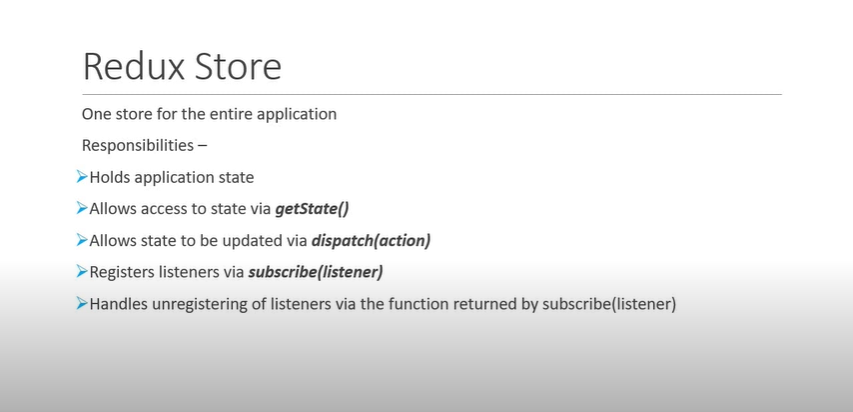 Redux Store
One store for the entire application
Responsibilities –
Holds application state
Allows access to state via getState()
Allows state to be updated via dispatch(action)
Registers listeners via subscribe(listener)
Handles unregistering of listeners via the function returned by subscribe(listener)